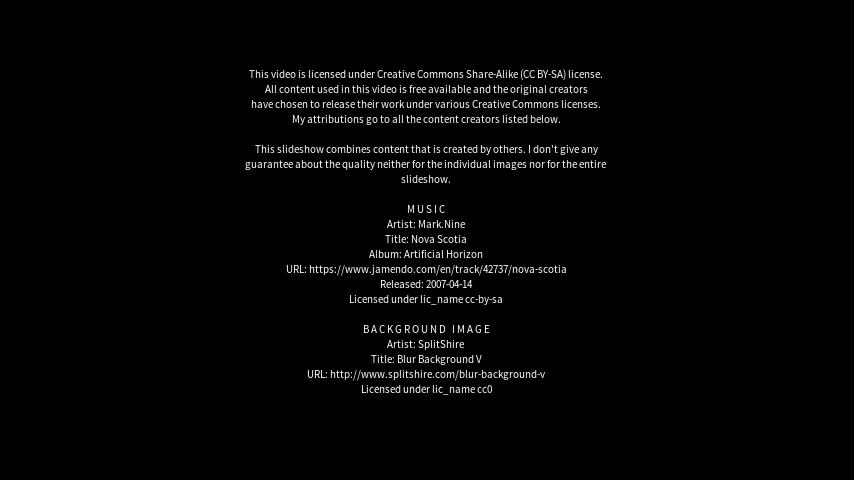 This video is licensed under Creative Commons Share-Alike (CC BY-SA) license.
All content used in this video is free available and the original creators
have chosen to release their work under various Creative Commons licenses.
My attributions go to all the content creators listed below.
This slideshow combines content that is created by others. I don't give any
guarantee about the quality neither for the individual images nor for the entire
slideshow.
MUSIC
Artist: Mark.Nine
Title: Nova Scotia
Album: Artificial Horizon
URL: https://www.jamendo.com/en/track/42737/nova-scotia
Released: 2007-04-14
Licensed under lic_name cc-by-sa
BACKGROUND IMAGE
Artist: SplitShire
Title: Blur Background V
URL: http://www.splitshire.com/blur-background-v
Licensed under lic_name cc0